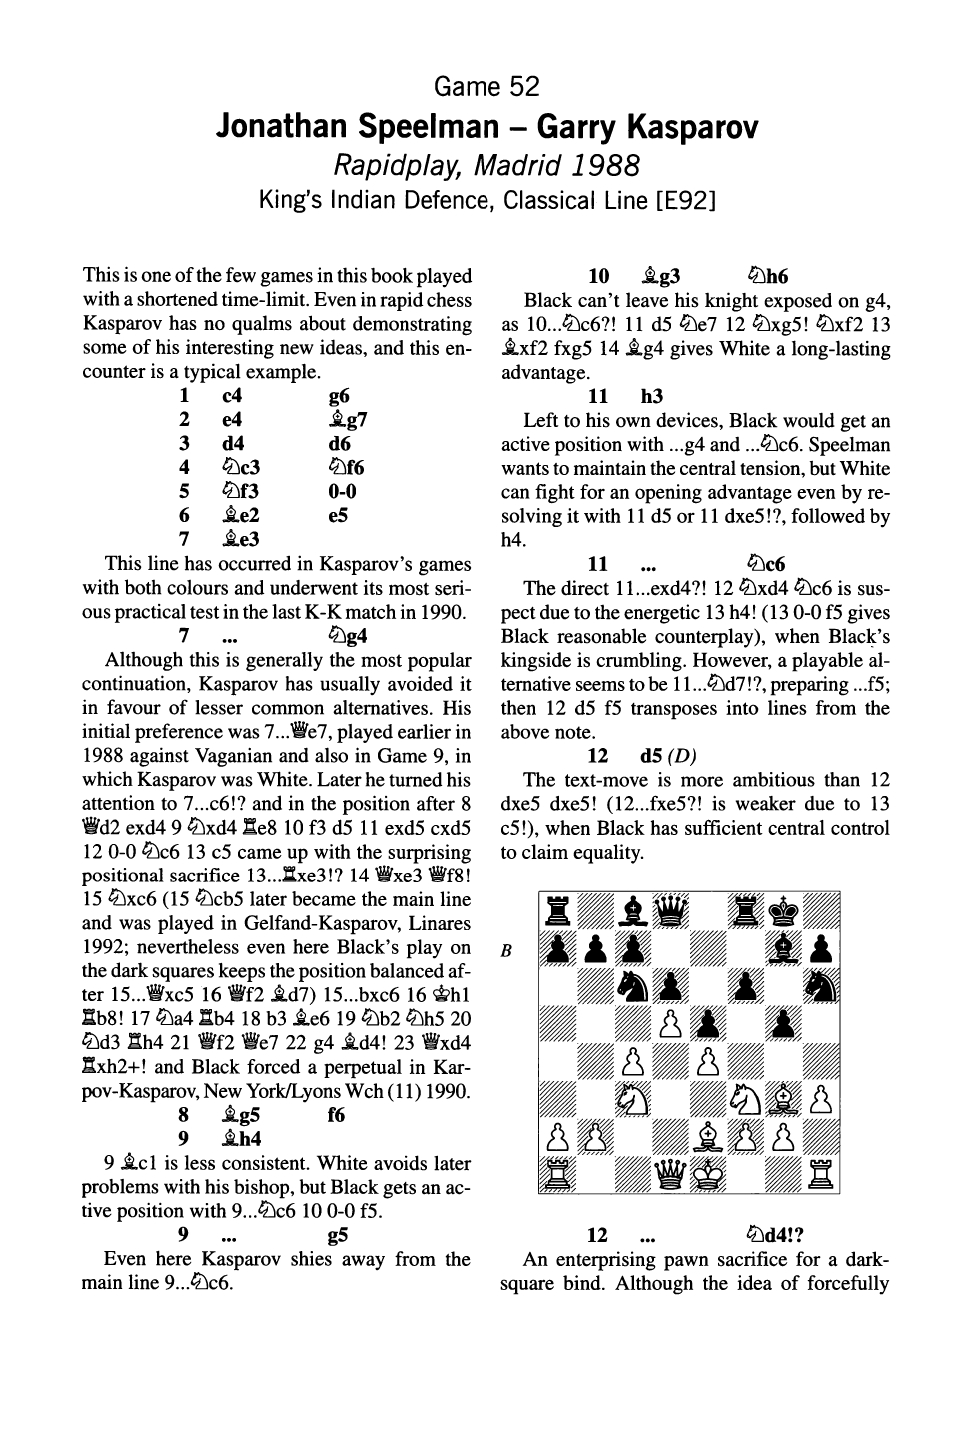 Game 52
Jonathan Speelman – Garry Kasparov
Rapidplay, Madrid 1988
King's Indian Defence, Classical Line [E92]
This is one of the few games in this book played
with a shortened time-limit. Even in rapid chess
Kasparov has no qualms about demonstrating
some of his interesting new ideas, and this en-
counter is a typical example.
1 c4 g6
2 e4 ♗g7
3 d4 d6
4 ♘c3 ♘f6
5 ♘f3 0-0
6 ♗e2 e5
7 ♗e3
This line has occurred in Kasparov's games
with both colours and underwent its most seri-
ous practical test in the last K-K match in 1990.
7 ... ♘g4
Although this is generally the most popular
continuation, Kasparov has usually avoided it
in favour of lesser common alternatives. His
initial preference was 7...♕e7, played earlier in
1988 against Vaganian and also in Game 9, in
which Kasparov was White. Later he turned his
attention to 7...c6!? and in the position after 8
♕d2 exd4 9 ♘xd4 ♖e8 10 f3 d5 11 exd5 cxd5
12 0-0 ♘c6 13 c5 came up with the surprising
positional sacrifice 13...♖xe3!? 14 ♕xe3 ♕f8!
15 ♘xc6 (15 ♘cb5 later became the main line
and was played in Gelfand-Kasparov, Linares
1992; nevertheless even here Black's play on
the dark squares keeps the position balanced af-
ter 15...♕xc5 16 ♕f2 ♗d7) 15...bxc6 16 ♔h1
♖b8! 17 ♘a4 ♖b4 18 b3 ♗e6 19 ♘b2 ♘h5 20
♘d3 ♖h4 21 ♕f2 ♕e7 22 g4 ♗d4! 23 ♕xd4
♖xh2+! and Black forced a perpetual in Kar-
pov-Kasparov, New York/Lyons Wch (11) 1990.
8 ♗g5 f6
9 ♗h4
9 ♗c1 is less consistent. White avoids later
problems with his bishop, but Black gets an ac-
tive position with 9...♘c6 10 0-0 f5.
9 ... g5
Even here Kasparov shies away from the
main line 9...♘c6.
10 ♗g3 ♘h6
Black can't leave his knight exposed on g4,
as 10...♘c6?! 11 d5 ♘e7 12 ♘xg5! ♘xf2 13
♗xf2 fxg5 14 ♗g4 gives White a long-lasting
advantage.
11 h3
Left to his own devices, Black would get an
active position with ...g4 and ...♘c6. Speelman
wants to maintain the central tension, but White
can fight for an opening advantage even by re-
solving it with 11 d5 or 11 dxe5!?, followed by
h4.
11 ... ♘c6
The direct 11...exd4?! 12 ♘xd4 ♘c6 is sus-
pect due to the energetic 13 h4! (13 0-0 f5 gives
Black reasonable counterplay), when Black's
kingside is crumbling. However, a playable al-
ternative seems to be 11...♘d7!?, preparing ...f5;
then 12 d5 f5 transposes into lines from the
above note.
12 d5 (D)
The text-move is more ambitious than 12
dxe5 dxe5! (12...fxe5?! is weaker due to 13
c5!), when Black has sufficient central control
to claim equality.
B
12 ... ♘d4!?
An enterprising pawn sacrifice for a dark-
square bind. Although the idea of forcefully